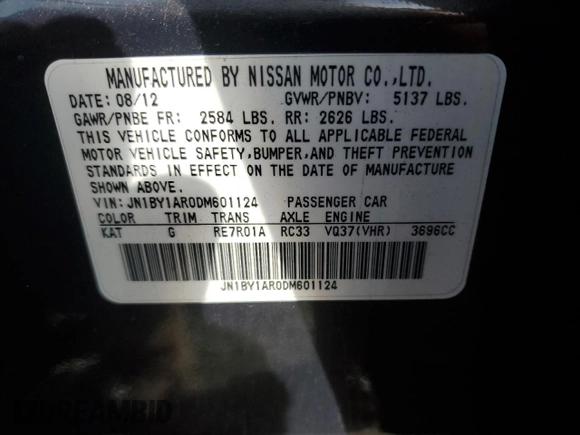 MANUFACTURED BY NISSAN MOTOR CO.,LTD.
DATE: 08/12 GVWR/PNBV: 5137 LBS.
GAWR/PNBE FR: 2584 LBS. RR: 2626 LBS.
THIS VEHICLE CONFORMS TO ALL APPLICABLE FEDERAL
MOTOR VEHICLE SAFETY,BUMPER,AND THEFT PREVENTION
STANDARDS IN EFFECT ON THE DATE OF MANUFACTURE
SHOWN ABOVE.
VIN: JN1BY1AR0DM601124 PASSENGER CAR
COLOR TRIM TRANS AXLE ENGINE
KAT G RE7R01A RC33 VQ37(VHR) 3696CC
JN1BY1AR0DM601124
IZDREAMBID